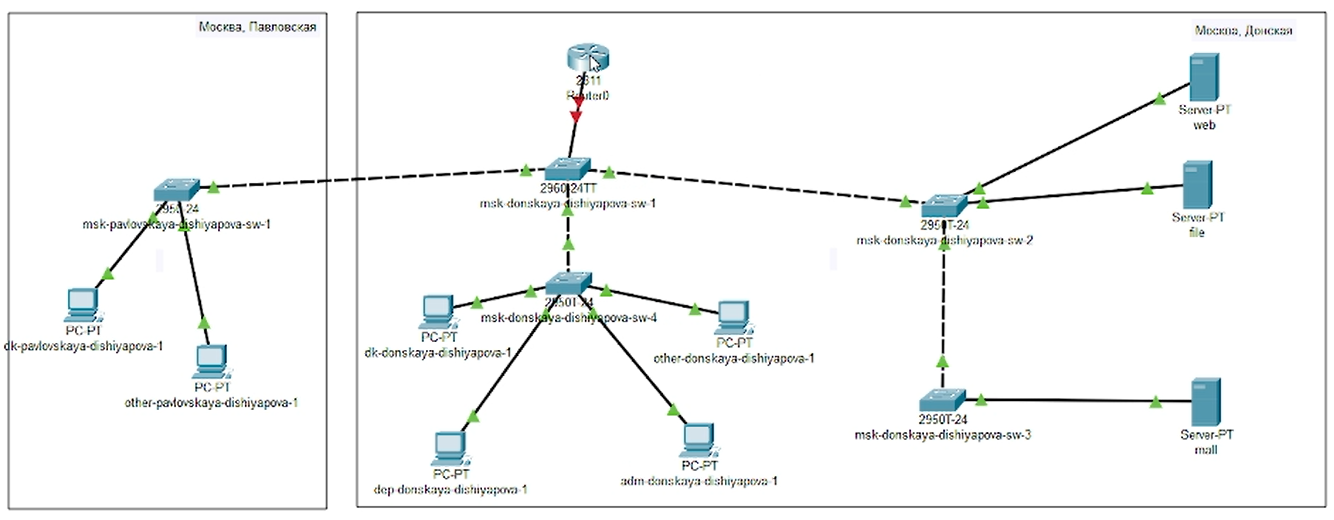 Москва, Павловская
2950-24
msk-pavlovskaya-dishiyapova-sw-1
PC-PT
dk-pavlovskaya-dishiyapova-1
PC-PT
other-pavlovskaya-dishiyapova-1
Москва, Донская
2811
Router0
2960-24TT
msk-donskaya-dishiyapova-sw-1
2950T-24
msk-donskaya-dishiyapova-sw-4
PC-PT
dk-donskaya-dishiyapova-1
PC-PT
other-donskaya-dishiyapova-1
PC-PT
dep-donskaya-dishiyapova-1
PC-PT
adm-donskaya-dishiyapova-1
2950T-24
msk-donskaya-dishiyapova-sw-2
Server-PT
web
Server-PT
file
2950T-24
msk-donskaya-dishiyapova-sw-3
Server-PT
mail